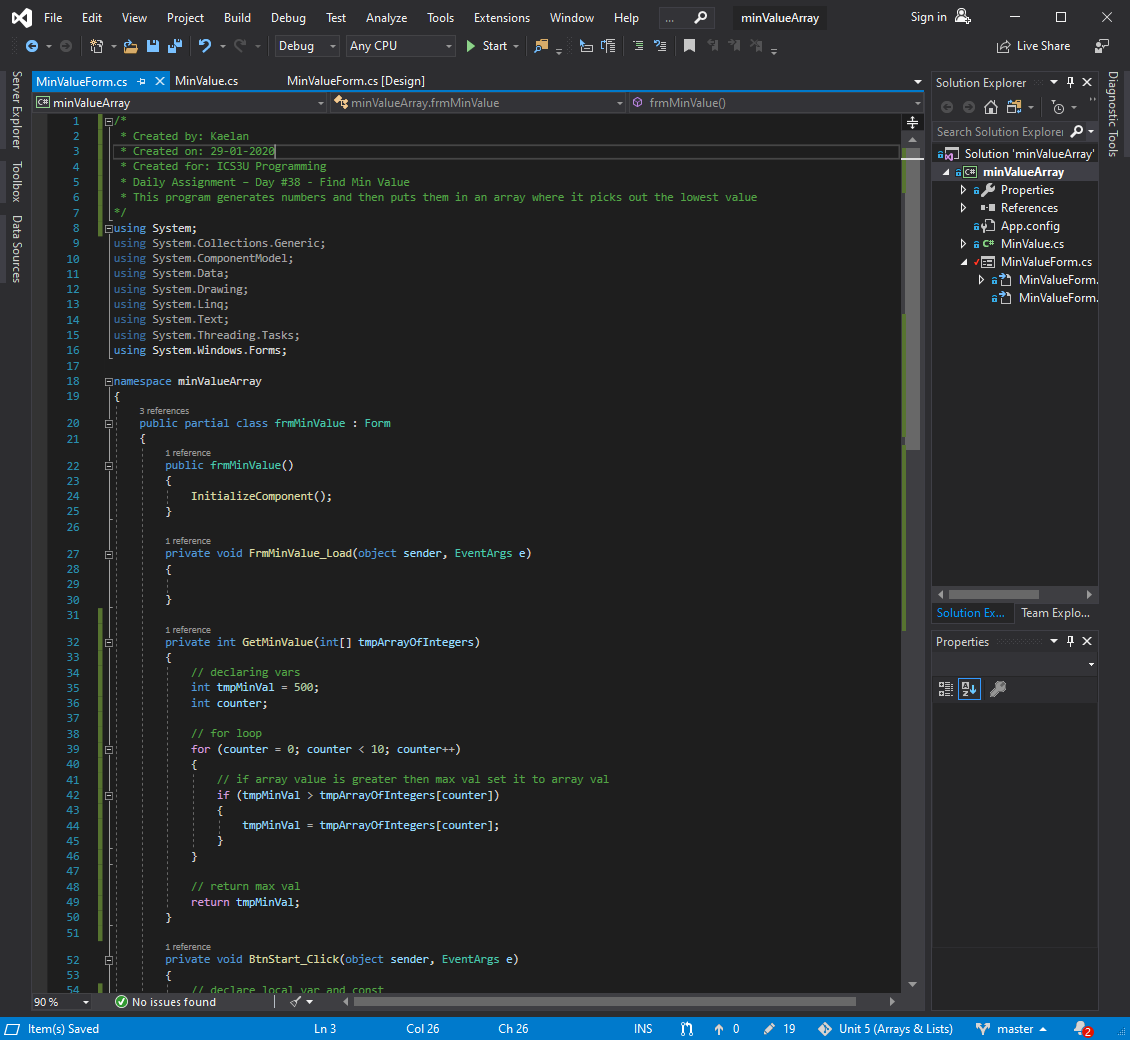 File Edit View Project Build Debug Test Analyze Tools Extensions Window Help ... minValueArray Sign in
Debug Any CPU Start Live Share
Server Explorer
Toolbox
Data Sources
MinValueForm.cs MinValue.cs MinValueForm.cs [Design]
C# minValueArray minValueArray.frmMinValue frmMinValue()
1 /*
2 * Created by: Kaelan
3 * Created on: 29-01-2020
4 * Created for: ICS3U Programming
5 * Daily Assignment – Day #38 - Find Min Value
6 * This program generates numbers and then puts them in an array where it picks out the lowest value
7 */
8 using System;
9 using System.Collections.Generic;
10 using System.ComponentModel;
11 using System.Data;
12 using System.Drawing;
13 using System.Linq;
14 using System.Text;
15 using System.Threading.Tasks;
16 using System.Windows.Forms;
17
18 namespace minValueArray
19 {
3 references
20 public partial class frmMinValue : Form
21 {
1 reference
22 public frmMinValue()
23 {
24 InitializeComponent();
25 }
26
1 reference
27 private void FrmMinValue_Load(object sender, EventArgs e)
28 {
29
30 }
31
1 reference
32 private int GetMinValue(int[] tmpArrayOfIntegers)
33 {
34 // declaring vars
35 int tmpMinVal = 500;
36 int counter;
37
38 // for loop
39 for (counter = 0; counter < 10; counter++)
40 {
41 // if array value is greater then max val set it to array val
42 if (tmpMinVal > tmpArrayOfIntegers[counter])
43 {
44 tmpMinVal = tmpArrayOfIntegers[counter];
45 }
46 }
47
48 // return max val
49 return tmpMinVal;
50 }
51
1 reference
52 private void BtnStart_Click(object sender, EventArgs e)
53 {
54 // declare local var and const
90 % No issues found
Solution Explorer
Search Solution Explorer
Solution 'minValueArray'
C# minValueArray
Properties
References
App.config
C# MinValue.cs
MinValueForm.cs
MinValueForm.
MinValueForm.
Solution Ex... Team Explo...
Properties
Diagnostic Tools
Item(s) Saved Ln 3 Col 26 Ch 26 INS 0 19 Unit 5 (Arrays & Lists) master 2